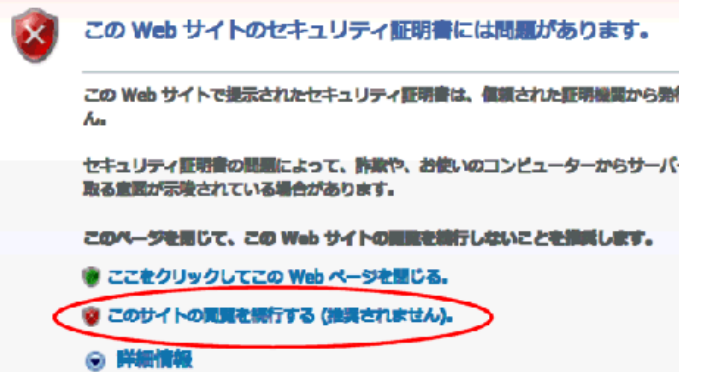 この Web サイトのセキュリティ証明書には問題があります。
この Web サイトで提示されたセキュリティ証明書は、信頼された証明機関から発行
ん。
セキュリティ証明書の問題によって、詐欺や、お使いのコンピューターからサーバー
取る意図が示唆されている場合があります。
このページを閉じて、この Web サイトの閲覧を続行しないことを推奨します。
ここをクリックしてこの Web ページを閉じる。
このサイトの閲覧を続行する (推奨されません)。
詳細情報